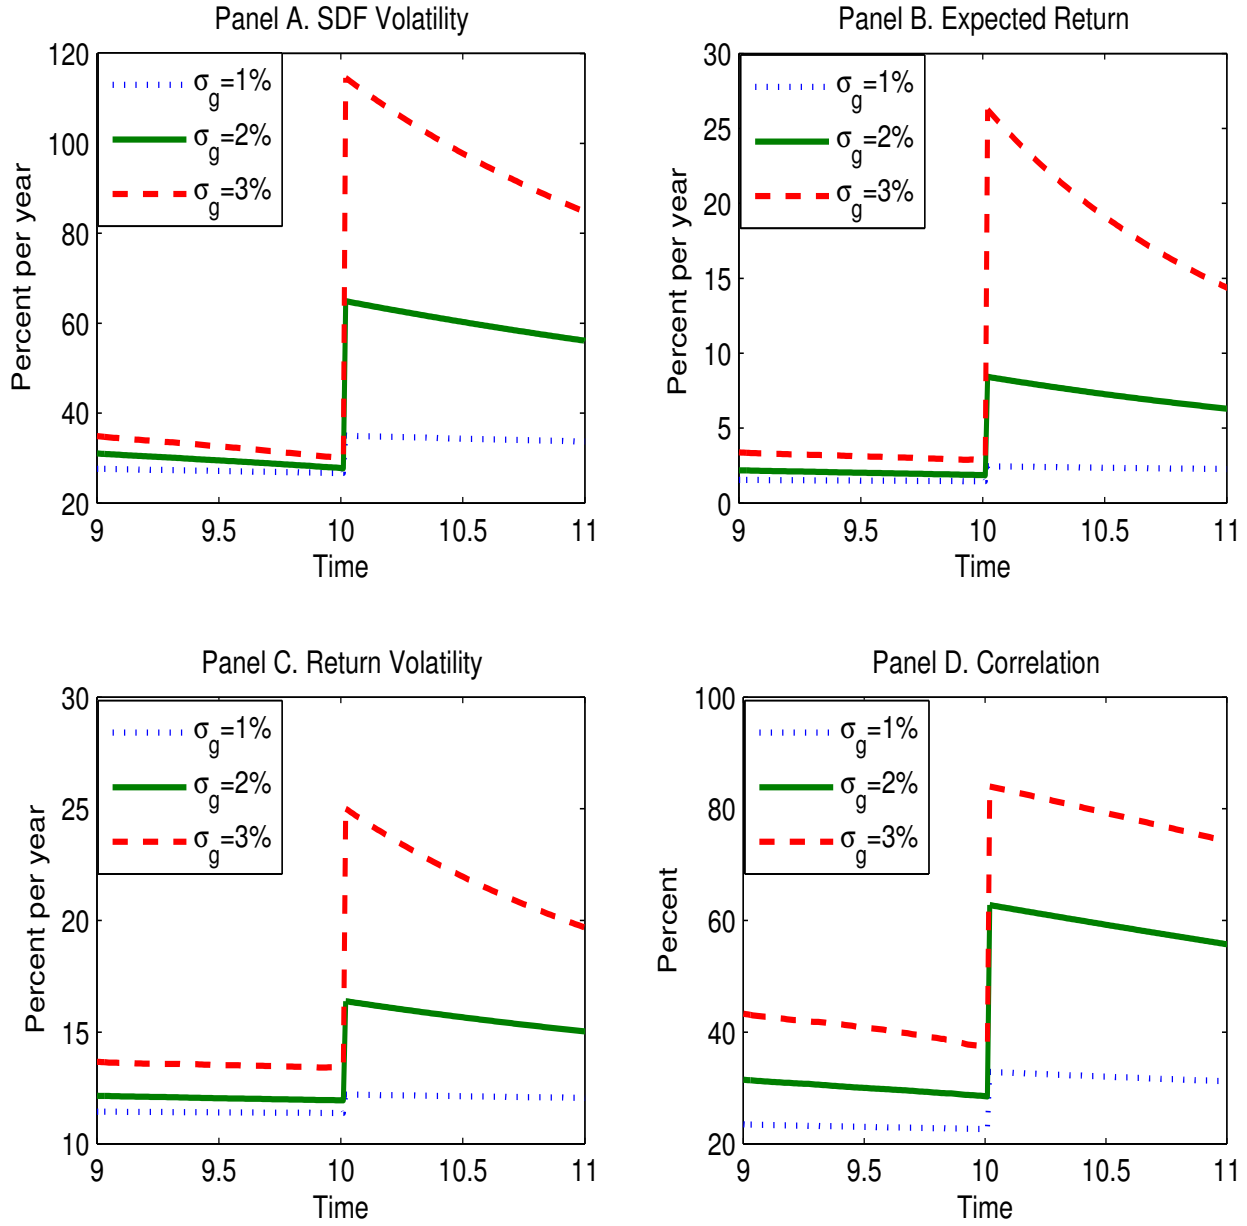 Panel A. SDF Volatility
120
100
80
60
40
20
Percent per year
σg=1%
σg=2%
σg=3%
9
9.5
10
10.5
11
Time
Panel B. Expected Return
30
25
20
15
10
5
0
Percent per year
σg=1%
σg=2%
σg=3%
9
9.5
10
10.5
11
Time
Panel C. Return Volatility
30
25
20
15
10
Percent per year
σg=1%
σg=2%
σg=3%
9
9.5
10
10.5
11
Time
Panel D. Correlation
100
80
60
40
20
Percent
σg=1%
σg=2%
σg=3%
9
9.5
10
10.5
11
Time